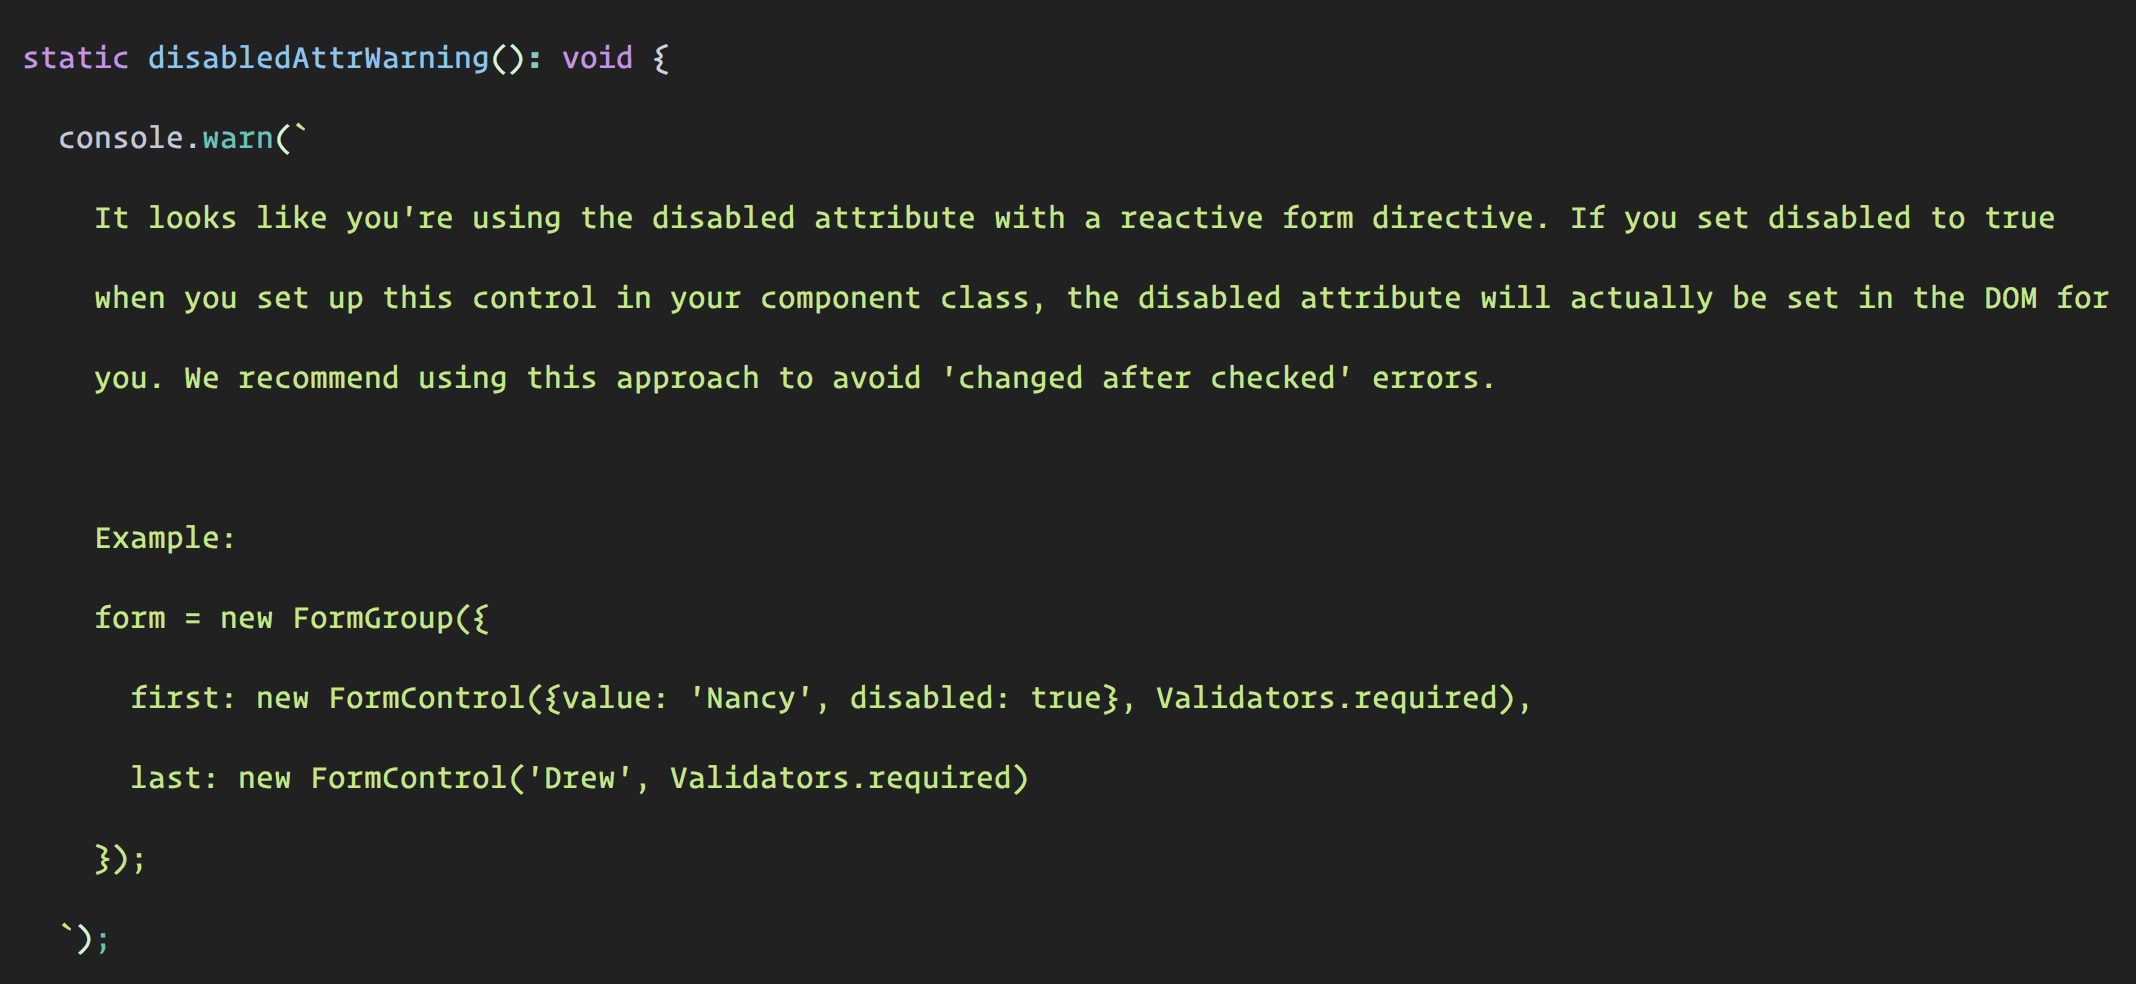 static disabledAttrWarning(): void {
console.warn(`
It looks like you're using the disabled attribute with a reactive form directive. If you set disabled to true
when you set up this control in your component class, the disabled attribute will actually be set in the DOM for
you. We recommend using this approach to avoid 'changed after checked' errors.
Example:
form = new FormGroup({
first: new FormControl({value: 'Nancy', disabled: true}, Validators.required),
last: new FormControl('Drew', Validators.required)
});
`);